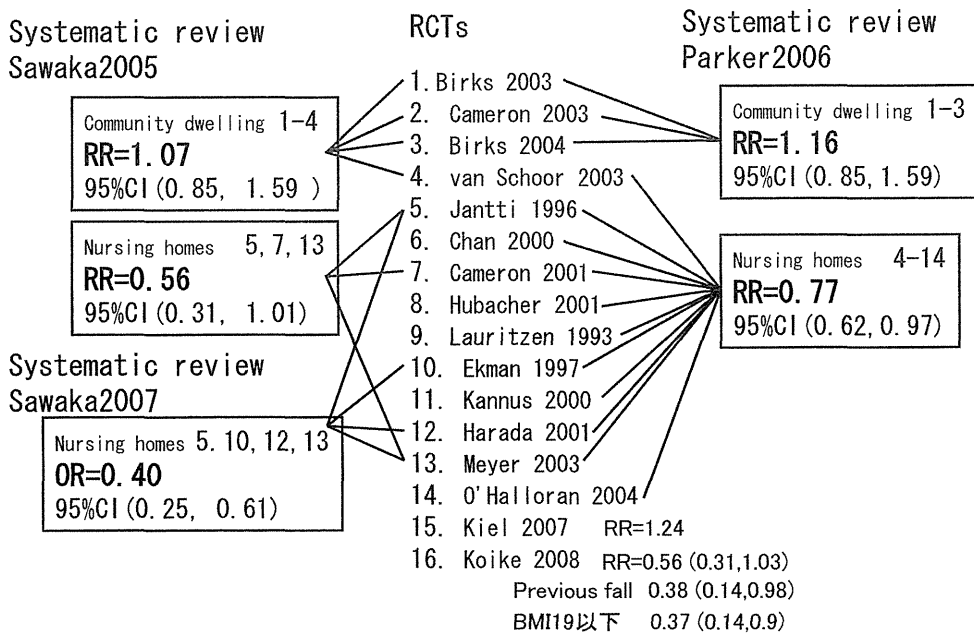 Systematic review
Sawaka2005
Community dwelling 1-4
RR=1.07
95%CI(0.85, 1.59 )
Nursing homes 5,7,13
RR=0.56
95%CI(0.31, 1.01)
Systematic review
Sawaka2007
Nursing homes 5.10,12,13
OR=0.40
95%CI(0.25, 0.61)
RCTs
1. Birks 2003
2. Cameron 2003
3. Birks 2004
4. van Schoor 2003
5. Jantti 1996
6. Chan 2000
7. Cameron 2001
8. Hubacher 2001
9. Lauritzen 1993
10. Ekman 1997
11. Kannus 2000
12. Harada 2001
13. Meyer 2003
14. O'Halloran 2004
15. Kiel 2007 RR=1.24
16. Koike 2008 RR=0.56 (0.31,1.03)
Previous fall 0.38 (0.14,0.98)
BMI19以下 0.37 (0.14,0.9)
Systematic review
Parker2006
Community dwelling 1-3
RR=1.16
95%CI(0.85,1.59)
Nursing homes 4-14
RR=0.77
95%CI(0.62,0.97)